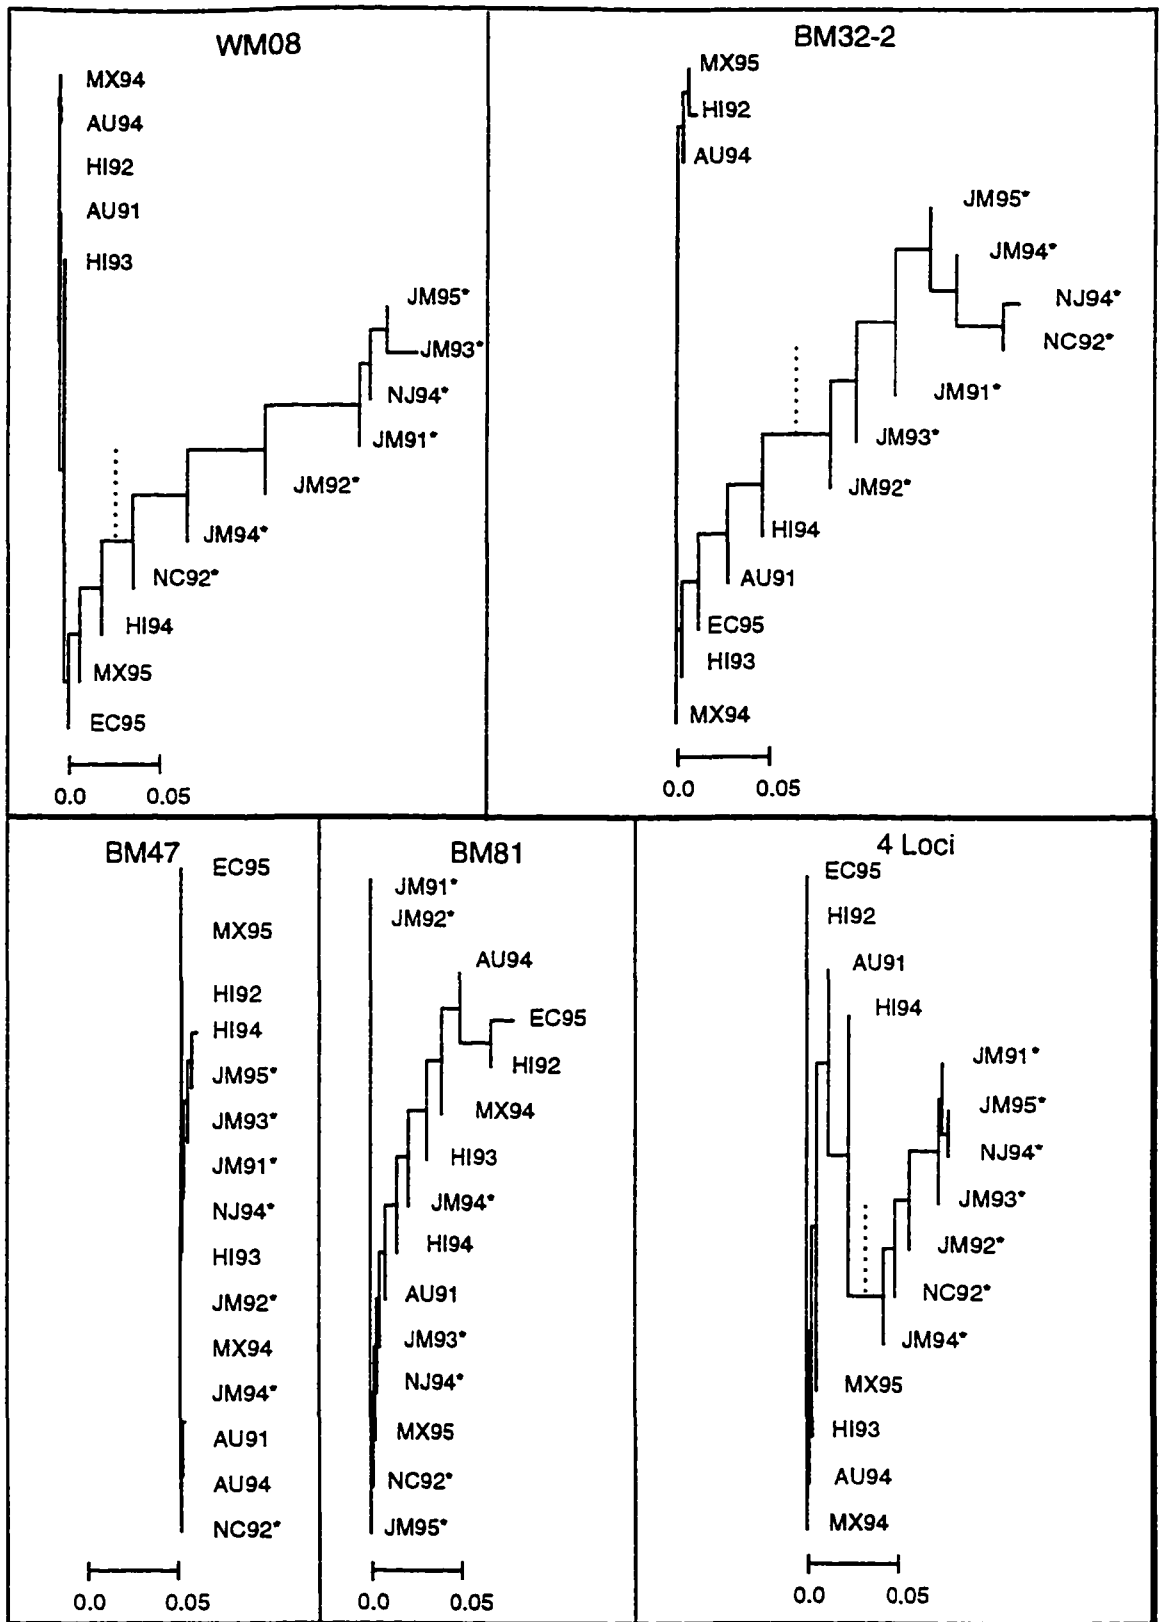 WM08
MX94
AU94
HI92
AU91
HI93
JM95*
JM93*
NJ94*
JM91*
JM92*
JM94*
NC92*
HI94
MX95
EC95
0.0 0.05
BM32-2
MX95
HI92
AU94
JM95*
JM94*
NJ94*
NC92*
JM91*
JM93*
JM92*
HI94
AU91
EC95
HI93
MX94
0.0 0.05
BM47
EC95
MX95
HI92
HI94
JM95*
JM93*
JM91*
NJ94*
HI93
JM92*
MX94
JM94*
AU91
AU94
NC92*
0.0 0.05
BM81
JM91*
JM92*
AU94
EC95
HI92
MX94
HI93
JM94*
HI94
AU91
JM93*
NJ94*
MX95
NC92*
JM95*
0.0 0.05
4 Loci
EC95
HI92
AU91
HI94
JM91*
JM95*
NJ94*
JM93*
JM92*
NC92*
JM94*
MX95
HI93
AU94
MX94
0.0 0.05